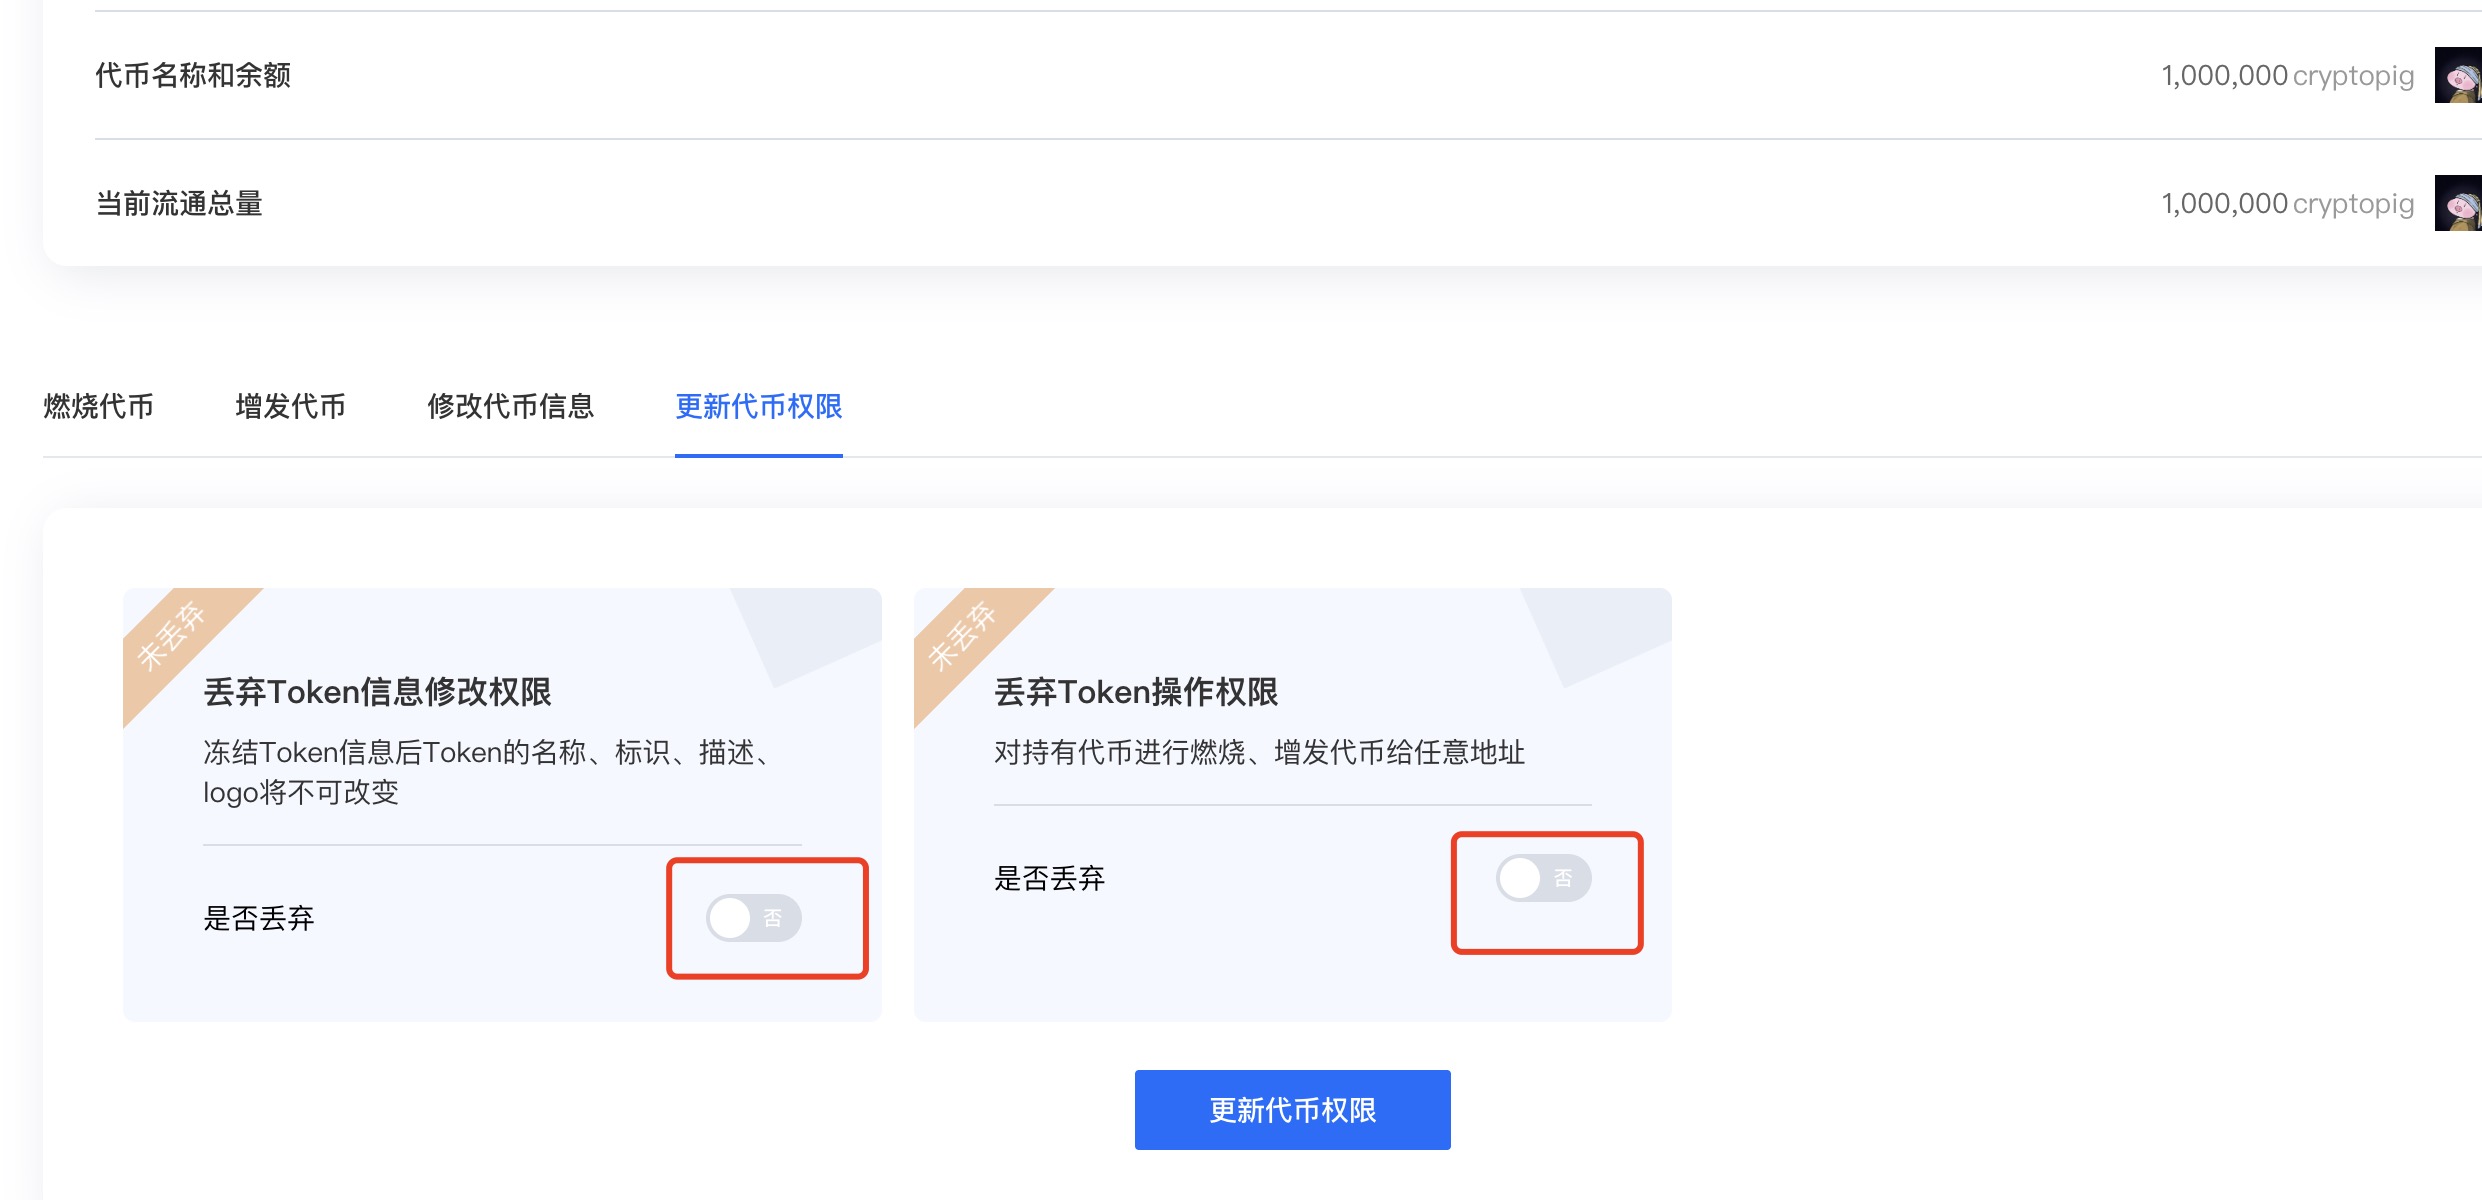 代币名称和余额
1,000,000 cryptopig
当前流通总量
1,000,000 cryptopig
燃烧代币
增发代币
修改代币信息
更新代币权限
未丢弃
丢弃Token信息修改权限
冻结Token信息后Token的名称、标识、描述、
logo将不可改变
是否丢弃
否
未丢弃
丢弃Token操作权限
对持有代币进行燃烧、增发代币给任意地址
是否丢弃
否
更新代币权限